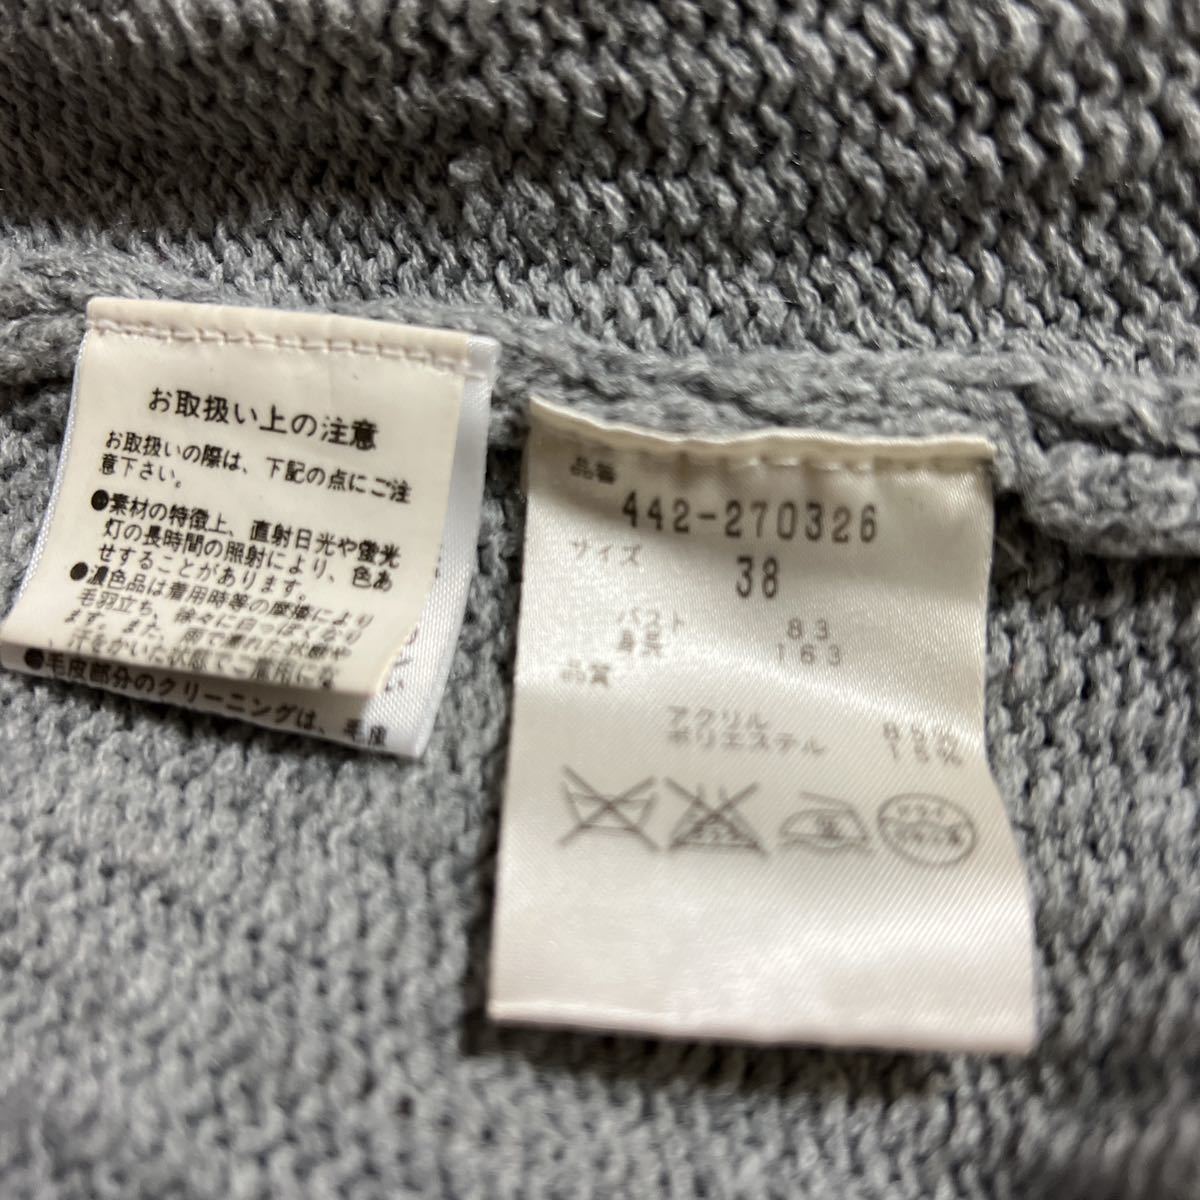 お取扱い上の注意
お取扱いの際は、下記の点にご注
意下さい。
●素材の特徴上、直射日光や蛍光
灯の長時間の照射により、色あ
せすることがあります。
●濃色品は着用時等の摩擦により
毛羽立ち、徐々に白っぽくなり
ます。また、雨で濡れた状態や
汗をかいた状態でご着用にな
●毛皮部分のクリーニングは、毛皮
品番
442-270326
サイズ
38
バスト 83
身長 163
品質
アクリル 85%
ポリエステル 15%
ドライ